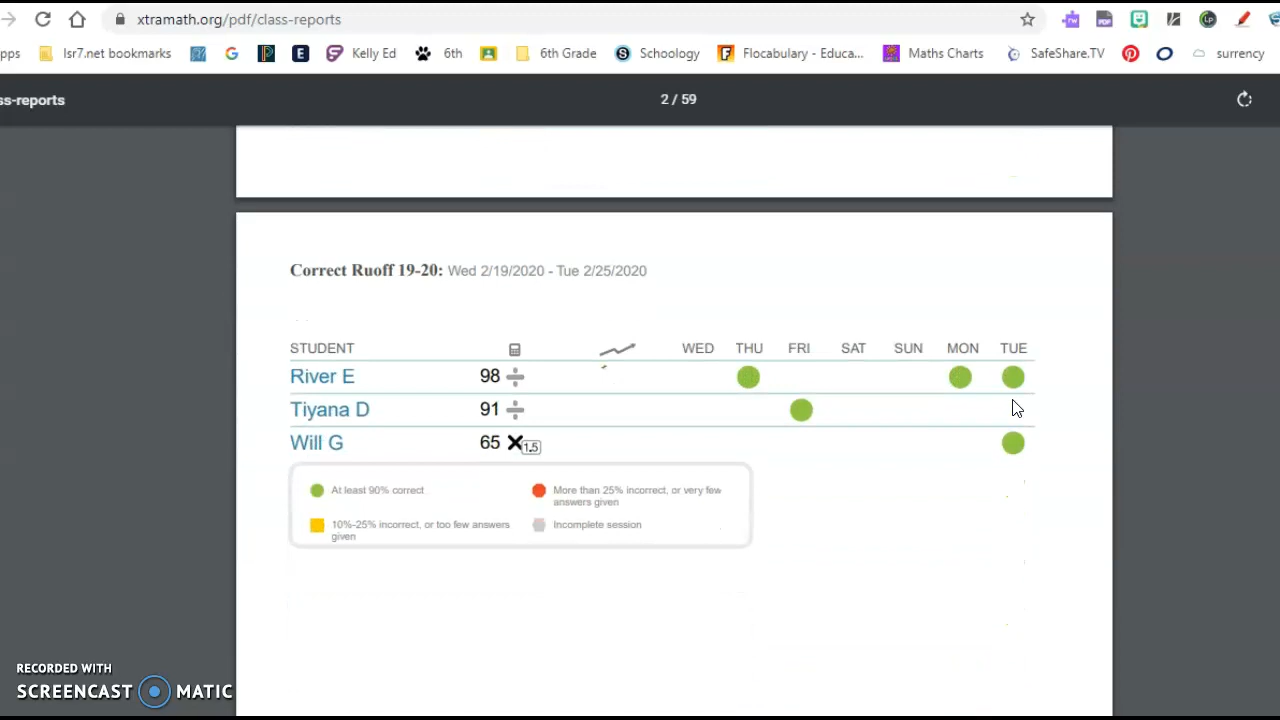 xtramath.org/pdf/class-reports
pps lsr7.net bookmarks Kelly Ed 6th 6th Grade Schoology Flocabulary - Educa... Maths Charts SafeShare.TV surrency
ss-reports 2 / 59
Correct Ruoff 19-20: Wed 2/19/2020 - Tue 2/25/2020
STUDENT WED THU FRI SAT SUN MON TUE
River E 98 ÷
Tiyana D 91 ÷
Will G 65 × 1.5
At least 90% correct
More than 25% incorrect, or very few
answers given
10%-25% incorrect, or too few answers
given
Incomplete session
RECORDED WITH
SCREENCAST MATIC